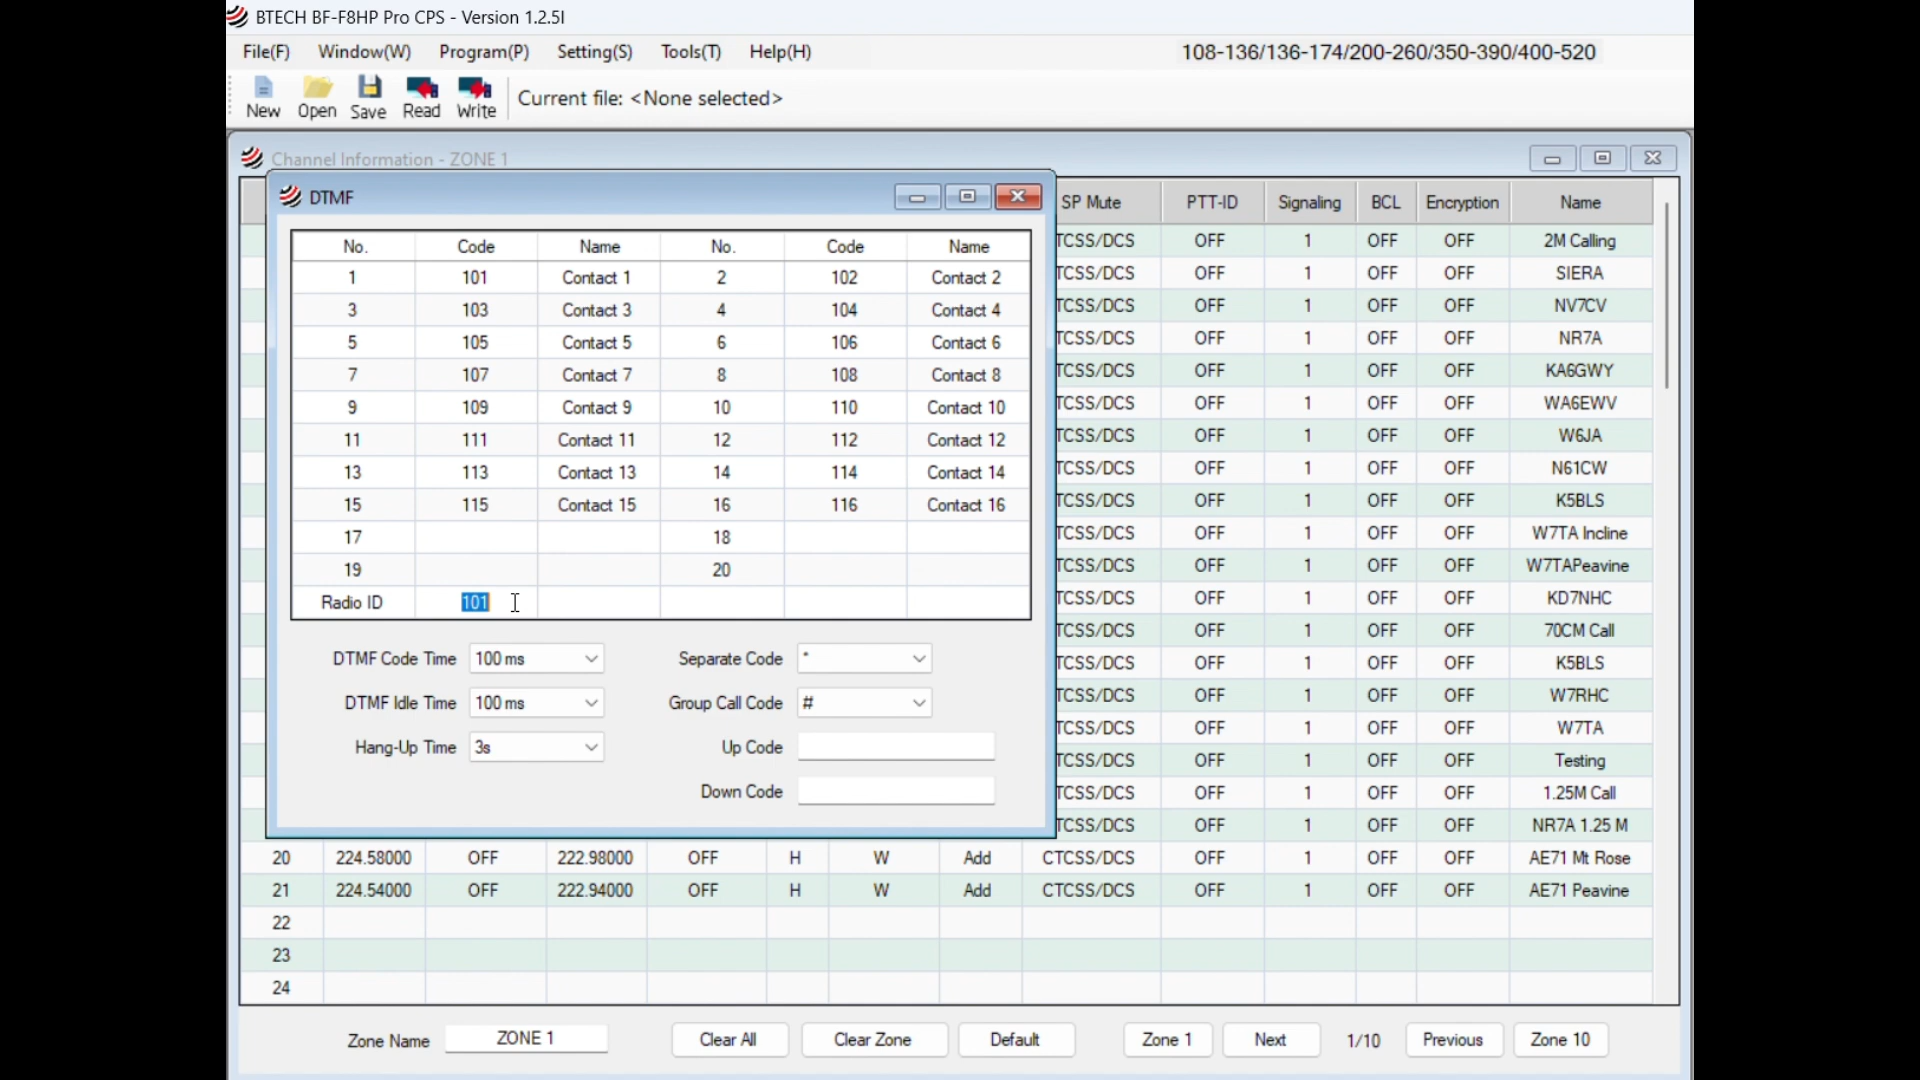 BTECH BF-F8HP Pro CPS - Version 1.2.5I
File(F) Window(W) Program(P) Setting(S) Tools(T) Help(H) 108-136/136-174/200-260/350-390/400-520
New Open Save Read Write Current file: <None selected>
Channel Information - ZONE 1
DTMF
SP Mute PTT-ID Signaling BCL Encryption Name
No. Code Name No. Code Name
TCSS/DCS OFF 1 OFF OFF 2M Calling
1 101 Contact 1 2 102 Contact 2
TCSS/DCS OFF 1 OFF OFF SIERA
3 103 Contact 3 4 104 Contact 4
TCSS/DCS OFF 1 OFF OFF NV7CV
5 105 Contact 5 6 106 Contact 6
TCSS/DCS OFF 1 OFF OFF NR7A
7 107 Contact 7 8 108 Contact 8
TCSS/DCS OFF 1 OFF OFF KA6GWY
9 109 Contact 9 10 110 Contact 10
TCSS/DCS OFF 1 OFF OFF WA6EWV
11 111 Contact 11 12 112 Contact 12
TCSS/DCS OFF 1 OFF OFF W6JA
13 113 Contact 13 14 114 Contact 14
TCSS/DCS OFF 1 OFF OFF N61CW
15 115 Contact 15 16 116 Contact 16
TCSS/DCS OFF 1 OFF OFF K5BLS
17 18
TCSS/DCS OFF 1 OFF OFF W7TA Incline
19 20
TCSS/DCS OFF 1 OFF OFF W7TAPeavine
Radio ID 101
TCSS/DCS OFF 1 OFF OFF KD7NHC
TCSS/DCS OFF 1 OFF OFF 70CM Call
DTMF Code Time 100 ms Separate Code *
TCSS/DCS OFF 1 OFF OFF K5BLS
DTMF Idle Time 100 ms Group Call Code #
TCSS/DCS OFF 1 OFF OFF W7RHC
Hang-Up Time 3s Up Code
TCSS/DCS OFF 1 OFF OFF W7TA
TCSS/DCS OFF 1 OFF OFF Testing
Down Code
TCSS/DCS OFF 1 OFF OFF 1.25M Call
TCSS/DCS OFF 1 OFF OFF NR7A 1.25 M
20 224.58000 OFF 222.98000 OFF H W Add CTCSS/DCS OFF 1 OFF OFF AE71 Mt Rose
21 224.54000 OFF 222.94000 OFF H W Add CTCSS/DCS OFF 1 OFF OFF AE71 Peavine
22
23
24
Zone Name ZONE 1 Clear All Clear Zone Default Zone 1 Next 1/10 Previous Zone 10